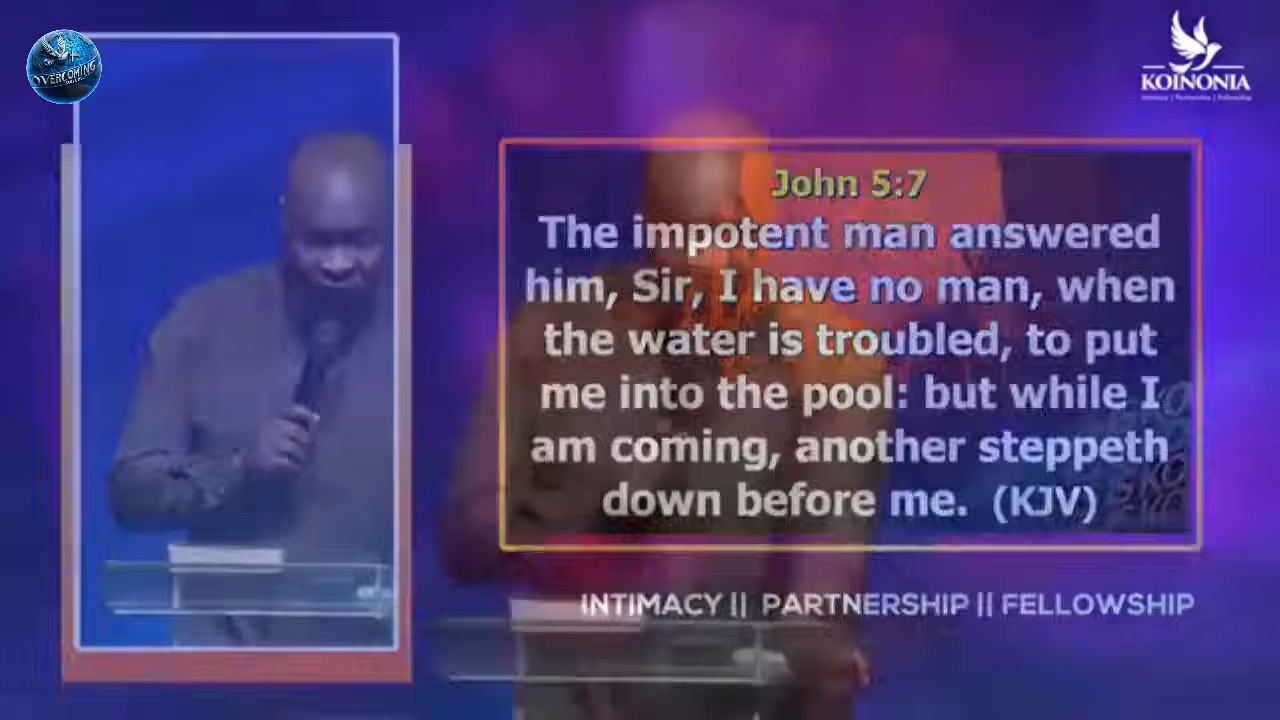 OVERCOMING
KOINONIA
John 5:7
The impotent man answered
him, Sir, I have no man, when
the water is troubled, to put
me into the pool: but while I
am coming, another steppeth
down before me. (KJV)
INTIMACY || PARTNERSHIP || FELLOWSHIP